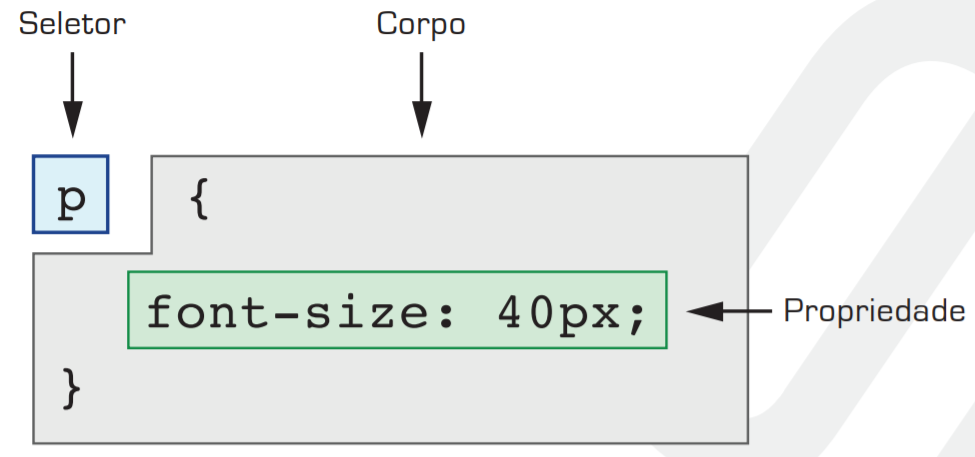 Seletor
Corpo
p {
font-size: 40px;
Propriedade
}